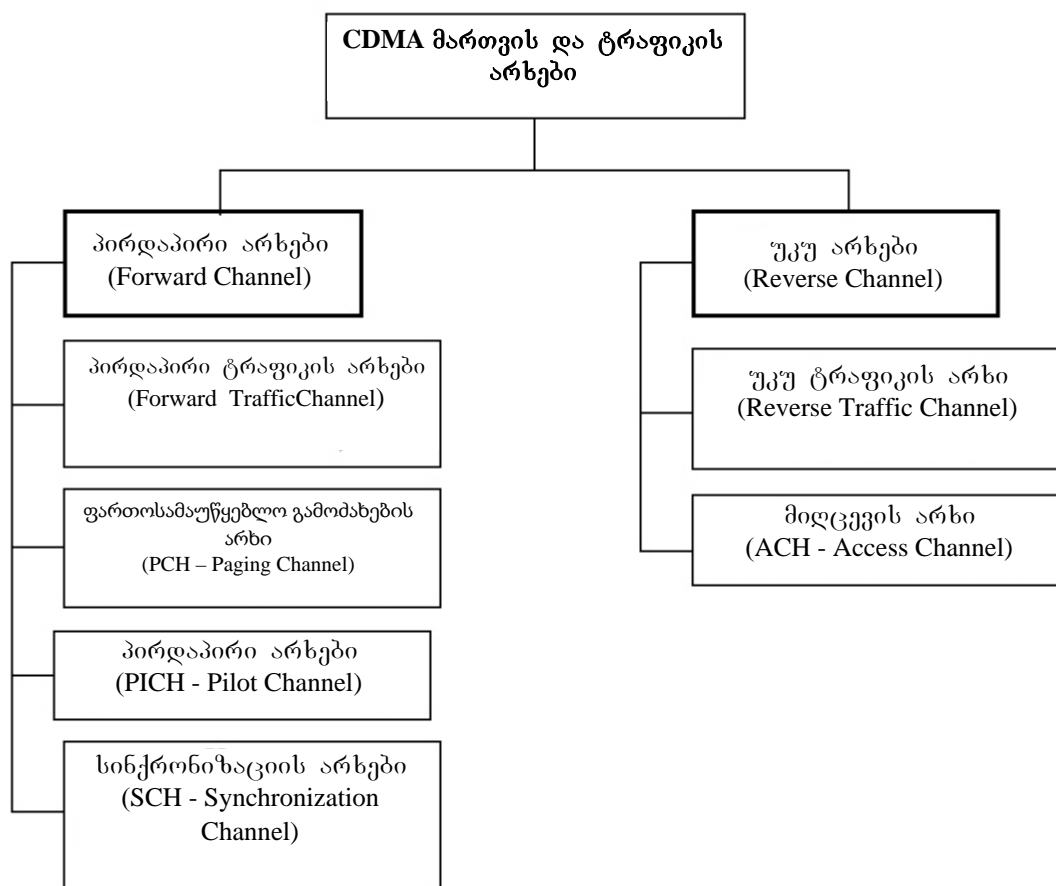 CDMA მართვის და ტრაფიკის
არხები
პირდაპირი არხები
(Forward Channel)
უკუ არხები
(Reverse Channel)
პირდაპირი ტრაფიკის არხები
(Forward TrafficChannel)
უკუ ტრაფიკის არხი
(Reverse Traffic Channel)
ფართოსამაუწყებლო გამოძახების
არხი
(PCH – Paging Channel)
მიღცევის არხი
(ACH - Access Channel)
პირდაპირი არხები
(PICH - Pilot Channel)
სინქრონიზაციის არხები
(SCH - Synchronization
Channel)